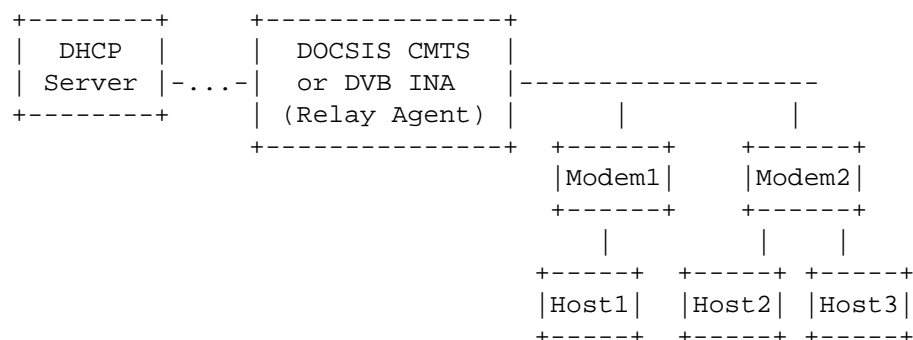 +--------+      +---------------+
|  DHCP  |      |  DOCSIS CMTS  |
| Server |-...-|  or DVB INA   |-------------------
+--------+      | (Relay Agent) |      |          |
                +---------------+  +------+    +------+
                                   |Modem1|    |Modem2|
                                   +------+    +------+
                                      |         |    |
                                  +-----+  +-----+ +-----+
                                  |Host1|  |Host2| |Host3|
                                  +-----+  +-----+ +-----+